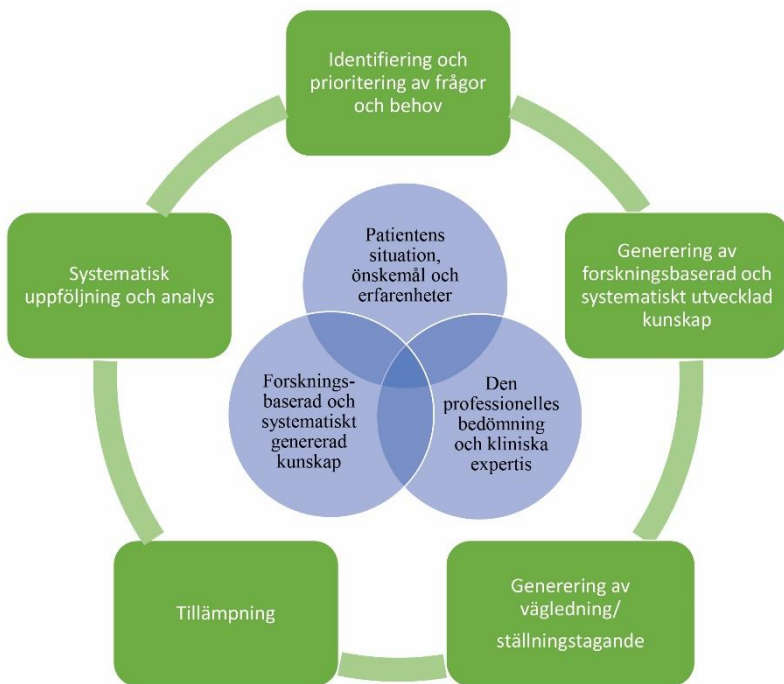 Identifiering och
prioritering av frågor
och behov
Generering av
forskningsbaserad och
systematiskt utvecklad
kunskap
Generering av
vägledning/
ställningstagande
Tillämpning
Systematisk
uppföljning och analys
Patientens
situation,
önskemål och
erfarenheter
Den
professionelles
bedömning
och kliniska
expertis
Forsknings-
baserad och
systematiskt
genererad
kunskap